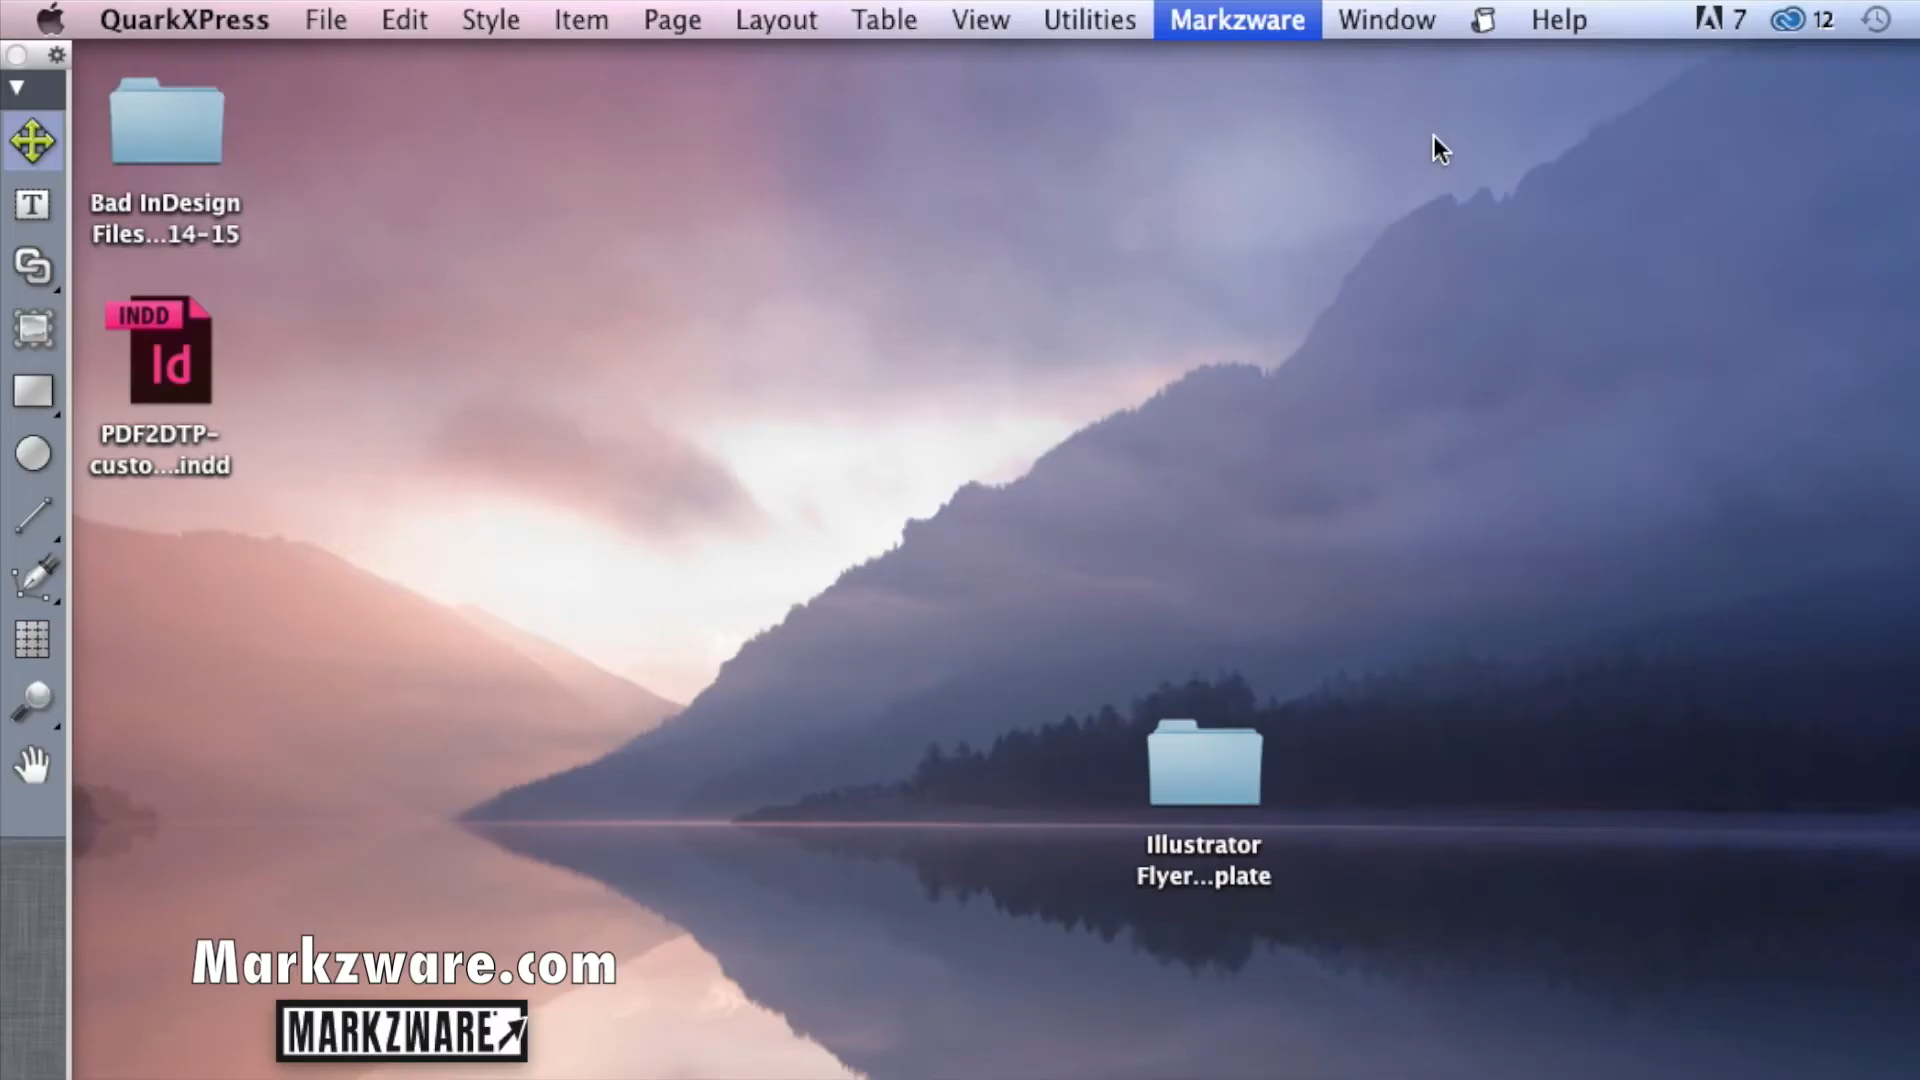 QuarkXPress File Edit Style Item Page Layout Table View Utilities Markzware Window Help 7 12
T
Bad InDesign
Files...14-15
INDD
Id
PDF2DTP-
custo....indd
Illustrator
Flyer...plate
Markzware.com
MARKZWARE